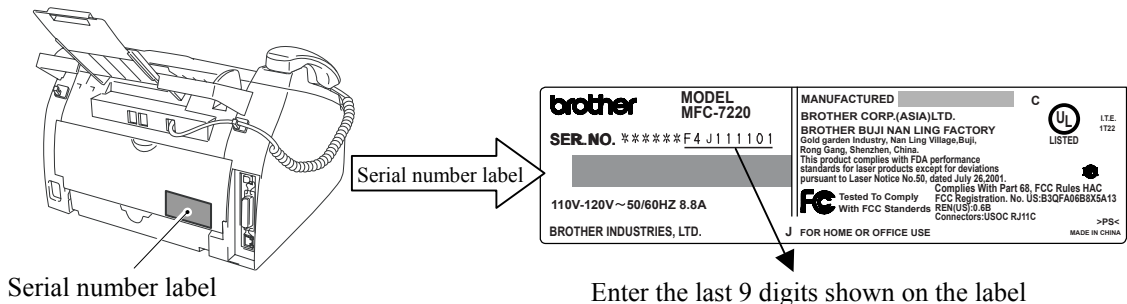 Serial number label
Serial number label
brother
MODEL
MFC-7220
SER.NO. ******F4J111101
110V-120V～50/60HZ 8.8A
BROTHER INDUSTRIES, LTD.
J
MANUFACTURED
BROTHER CORP.(ASIA)LTD.
BROTHER BUJI NAN LING FACTORY
Gold garden Industry, Nan Ling Village,Buji,
Rong Gang, Shenzhen, China.
This product complies with FDA performance
standards for laser products except for deviations
pursuant to Laser Notice No.50, dated July 26,2001.
FC Tested To Comply
With FCC Standerds
Complies With Part 68, FCC Rules HAC
FCC Registration. No. US:B3QFA06B8X5A13
REN(US):0.6B
Connectors:USOC RJ11C
FOR HOME OR OFFICE USE
C
UL
LISTED
I.T.E.
1T22
>PS<
MADE IN CHINA
Enter the last 9 digits shown on the label